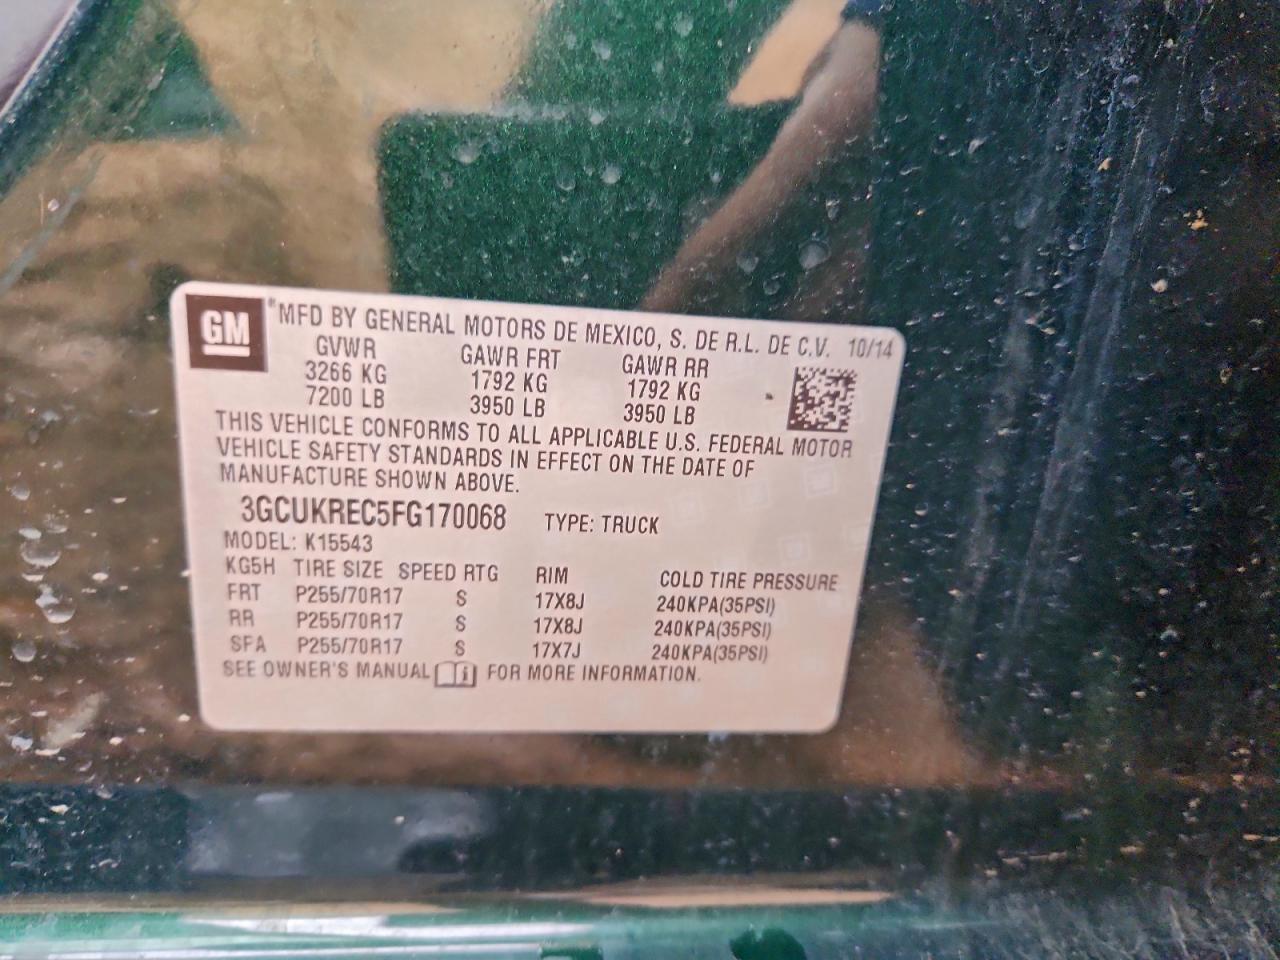 GM ® MFD BY GENERAL MOTORS DE MEXICO, S. DE R.L. DE C.V. 10/14
GVWR GAWR FRT GAWR RR
3266 KG 1792 KG 1792 KG
7200 LB 3950 LB 3950 LB
THIS VEHICLE CONFORMS TO ALL APPLICABLE U.S. FEDERAL MOTOR
VEHICLE SAFETY STANDARDS IN EFFECT ON THE DATE OF
MANUFACTURE SHOWN ABOVE.
3GCUKREC5FG170068 TYPE: TRUCK
MODEL: K15543
KG5H TIRE SIZE SPEED RTG RIM COLD TIRE PRESSURE
FRT P255/70R17 S 17X8J 240KPA(35PSI)
RR P255/70R17 S 17X8J 240KPA(35PSI)
SFA P255/70R17 S 17X7J 240KPA(35PSI)
SEE OWNER'S MANUAL FOR MORE INFORMATION.